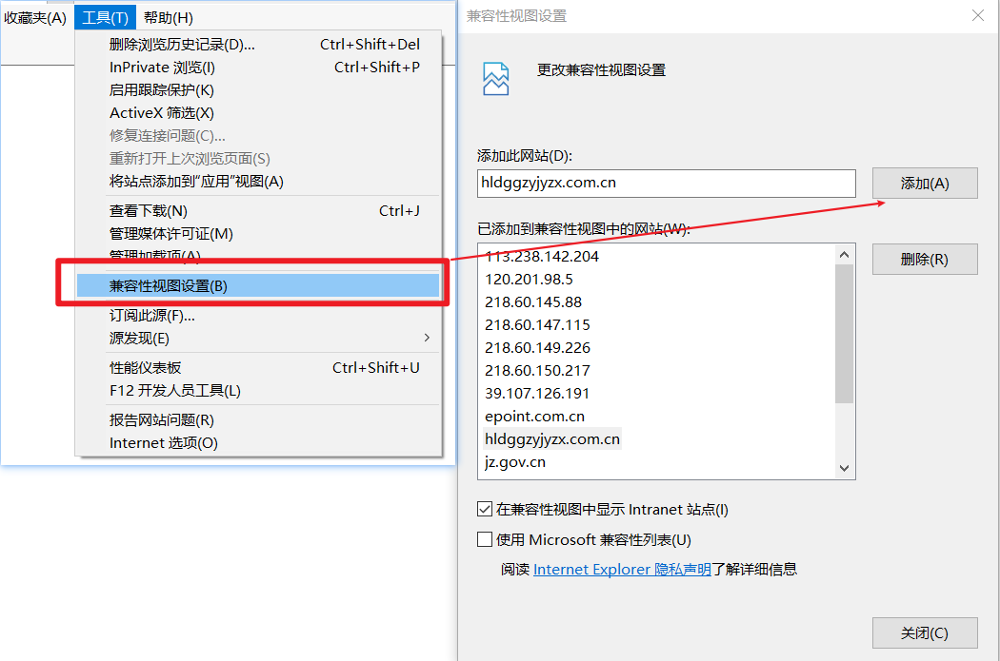 收藏夹(A) 工具(T) 帮助(H)
删除浏览历史记录(D)... Ctrl+Shift+Del
InPrivate 浏览(I) Ctrl+Shift+P
启用跟踪保护(K)
ActiveX 筛选(X)
修复连接问题(C)...
重新打开上次浏览页面(S)
将站点添加到“应用”视图(A)
查看下载(N) Ctrl+J
管理媒体许可证(M)
管理加载项(A)
兼容性视图设置(B)
订阅此源(F)...
源发现(E)
性能仪表板 Ctrl+Shift+U
F12 开发人员工具(L)
报告网站问题(R)
Internet 选项(O)
兼容性视图设置
更改兼容性视图设置
添加此网站(D):
hldggzyjyzx.com.cn 添加(A)
已添加到兼容性视图中的网站(W):
113.238.142.204 删除(R)
120.201.98.5
218.60.145.88
218.60.147.115
218.60.149.226
218.60.150.217
39.107.126.191
epoint.com.cn
hldggzyjyzx.com.cn
jz.gov.cn
在兼容性视图中显示 Intranet 站点(I)
使用 Microsoft 兼容性列表(U)
阅读 Internet Explorer 隐私声明了解详细信息
关闭(C)